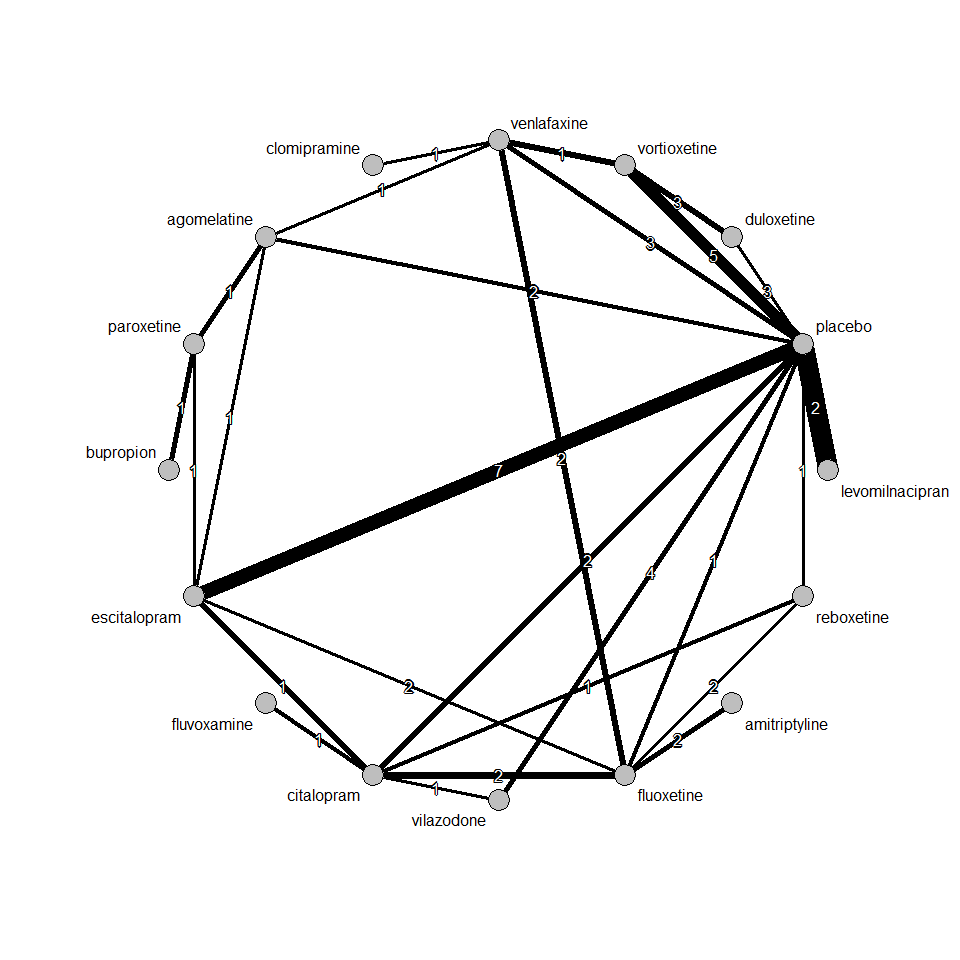 venlafaxine
clomipramine
1
1
vortioxetine
1
agomelatine
3
duloxetine
3
5
1
2
3
paroxetine
placebo
1
1
2
bupropion
2
1
7
1
levomilnacipran
2
4
1
escitalopram
reboxetine
1
2
1
2
fluvoxamine
amitriptyline
1
2
citalopram
2
fluoxetine
1
vilazodone